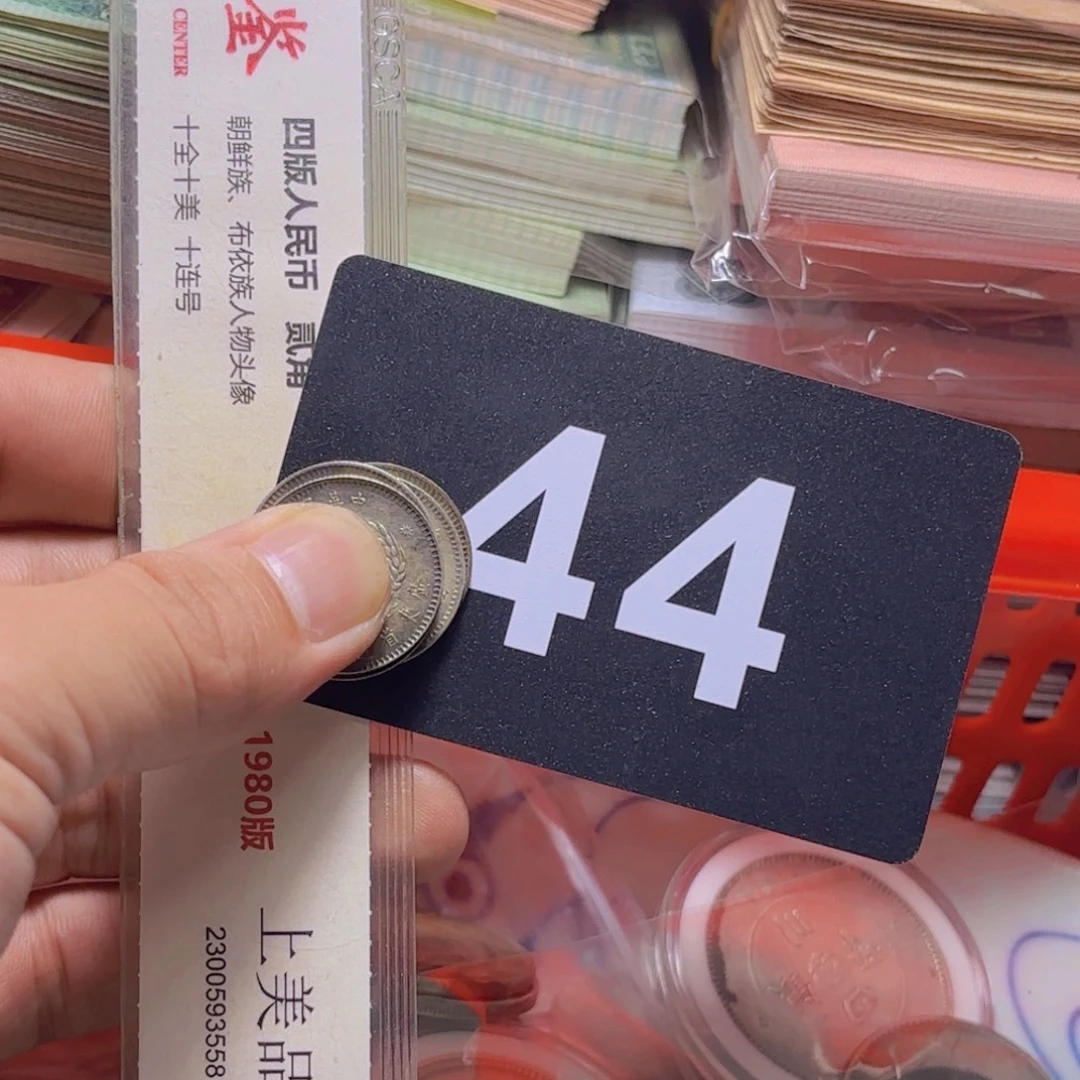 CENTER
GSCA
四版人民币 贰角
朝鲜族、布依族人物头像
十全十美 十连号
44
1980版
上美品
2300593558